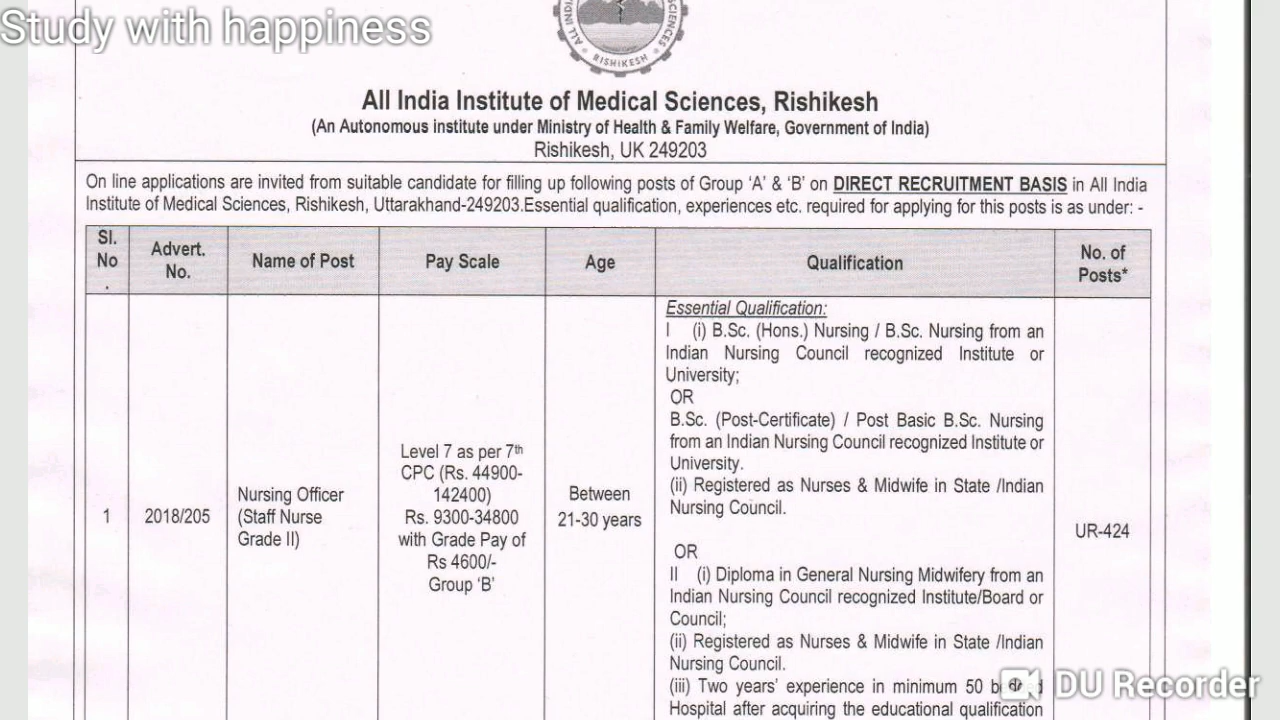 Study with happiness
ALL INDIA
SCIENCES
RISHIKESH
All India Institute of Medical Sciences, Rishikesh
(An Autonomous institute under Ministry of Health & Family Welfare, Government of India)
Rishikesh, UK 249203
On line applications are invited from suitable candidate for filling up following posts of Group ‘A’ & ‘B’ on DIRECT RECRUITMENT BASIS in All India
Institute of Medical Sciences, Rishikesh, Uttarakhand-249203.Essential qualification, experiences etc. required for applying for this posts is as under: -
Sl.
No
.
Advert.
No.
Name of Post
Pay Scale
Age
Qualification
No. of
Posts*
1
2018/205
Nursing Officer
(Staff Nurse
Grade II)
Level 7 as per 7th
CPC (Rs. 44900-
142400)
Rs. 9300-34800
with Grade Pay of
Rs 4600/-
Group ‘B’
Between
21-30 years
Essential Qualification:
I (i) B.Sc. (Hons.) Nursing / B.Sc. Nursing from an
Indian Nursing Council recognized Institute or
University;
OR
B.Sc. (Post-Certificate) / Post Basic B.Sc. Nursing
from an Indian Nursing Council recognized Institute or
University.
(ii) Registered as Nurses & Midwife in State /Indian
Nursing Council.
OR
II (i) Diploma in General Nursing Midwifery from an
Indian Nursing Council recognized Institute/Board or
Council;
(ii) Registered as Nurses & Midwife in State /Indian
Nursing Council.
(iii) Two years’ experience in minimum 50 bedded
Hospital after acquiring the educational qualification
UR-424
DU Recorder